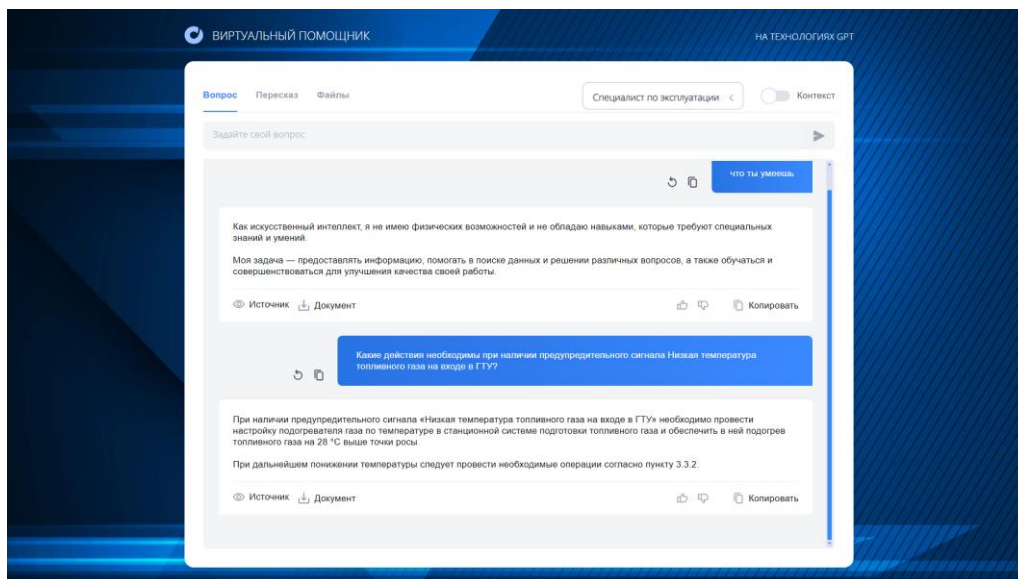 ВИРТУАЛЬНЫЙ ПОМОЩНИК
НА ТЕХНОЛОГИЯХ GPT
Вопрос Пересказ Файлы
Специалист по эксплуатации
Контекст
Задайте свой вопрос
что ты умеешь
Как искусственный интеллект, я не имею физических возможностей и не обладаю навыками, которые требуют специальных
знаний и умений.
Моя задача — предоставлять информацию, помогать в поиске данных и решении различных вопросов, а также обучаться и
совершенствоваться для улучшения качества своей работы.
Источник Документ
Копировать
Какие действия необходимы при наличии предупредительного сигнала Низкая температура
топливного газа на входе в ГТУ?
При наличии предупредительного сигнала «Низкая температура топливного газа на входе в ГТУ» необходимо провести
настройку подогревателя газа по температуре в станционной системе подготовки топливного газа и обеспечить в ней подогрев
топливного газа на 28 °C выше точки росы.
При дальнейшем понижении температуры следует провести необходимые операции согласно пункту 3.3.2.
Источник Документ
Копировать